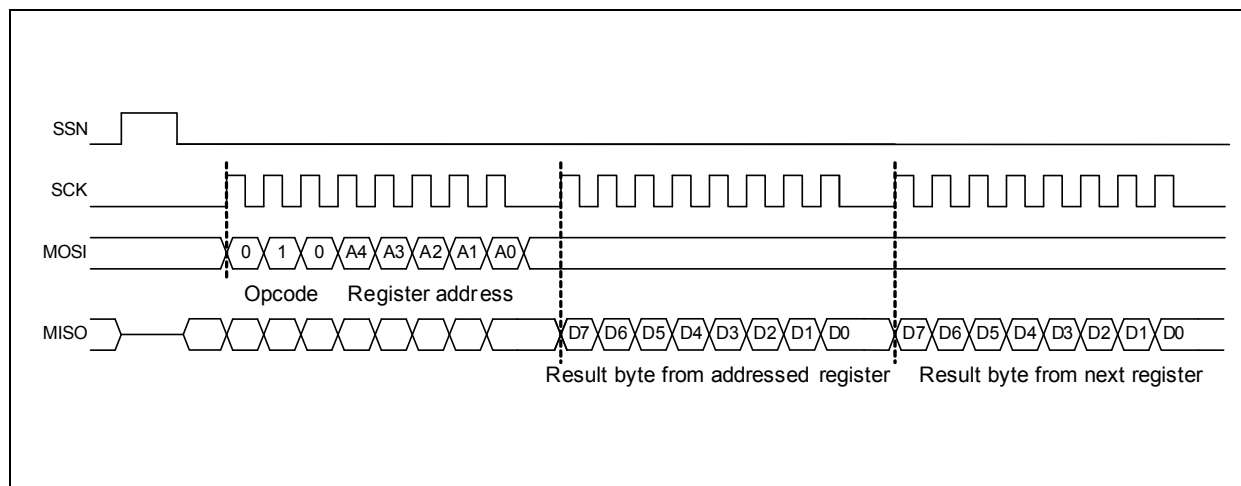 SSN
SCK
MOSI 0 1 0 A4 A3 A2 A1 A0
Opcode Register address
MISO D7 D6 D5 D4 D3 D2 D1 D0 D7 D6 D5 D4 D3 D2 D1 D0
Result byte from addressed register Result byte from next register